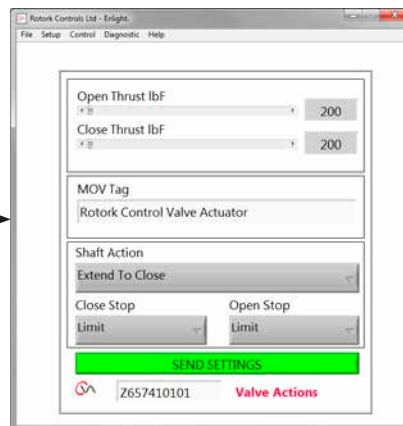 Rotork Controls Ltd - Enlight.
File Setup Control Diagnostic Help
Open Thrust lbF
200
Close Thrust lbF
200
MOV Tag
Rotork Control Valve Actuator
Shaft Action
Extend To Close
Close Stop Open Stop
Limit Limit
SEND SETTINGS
Z657410101 Valve Actions